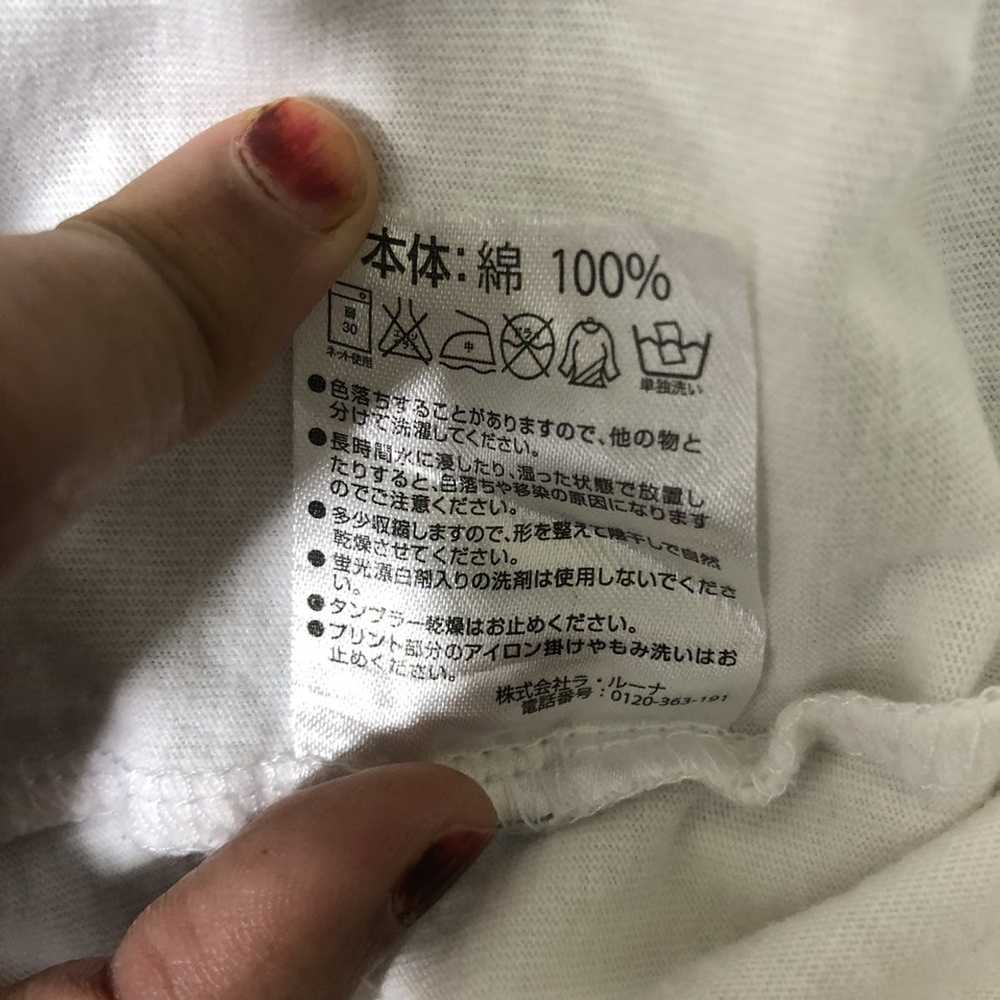 本体:綿 100%
弱
30
ネット使用
エンソ
サラシ
中
ドライ
単独洗い
●色落ちすることがありますので、他の物と
分けて洗濯してください。
●長時間水に浸したり、湿った状態で放置し
たりすると、色落ちや移染の原因になります
のでご注意ください。
●多少収縮しますので、形を整えて陰干しで自然
乾燥させてください。
●蛍光漂白剤入りの洗剤は使用しないでくださ
い。
●タンブラー乾燥はお止めください。
●プリント部分のアイロン掛けやもみ洗いはお
止めください。
株式会社ラ・ルーナ
電話番号:0120-363-191